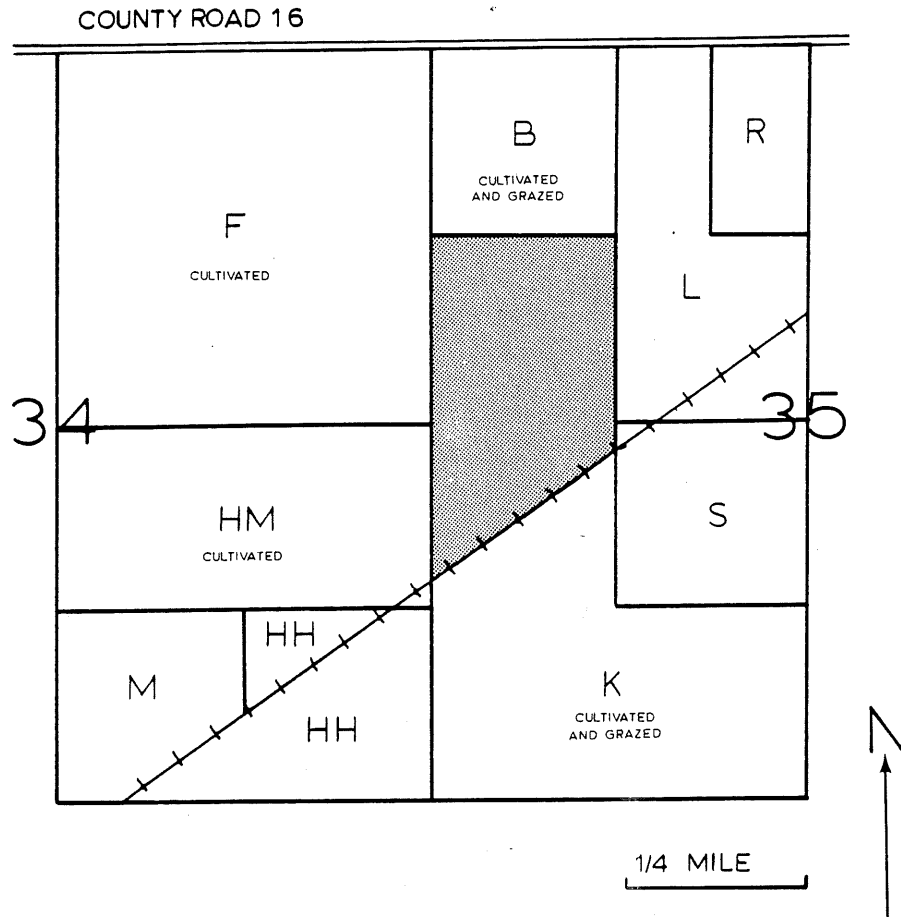 COUNTY ROAD 16
B
CULTIVATED
AND GRAZED
R
F
CULTIVATED
L
34
35
HM
CULTIVATED
S
HH
M
HH
K
CULTIVATED
AND GRAZED
N
1/4 MILE